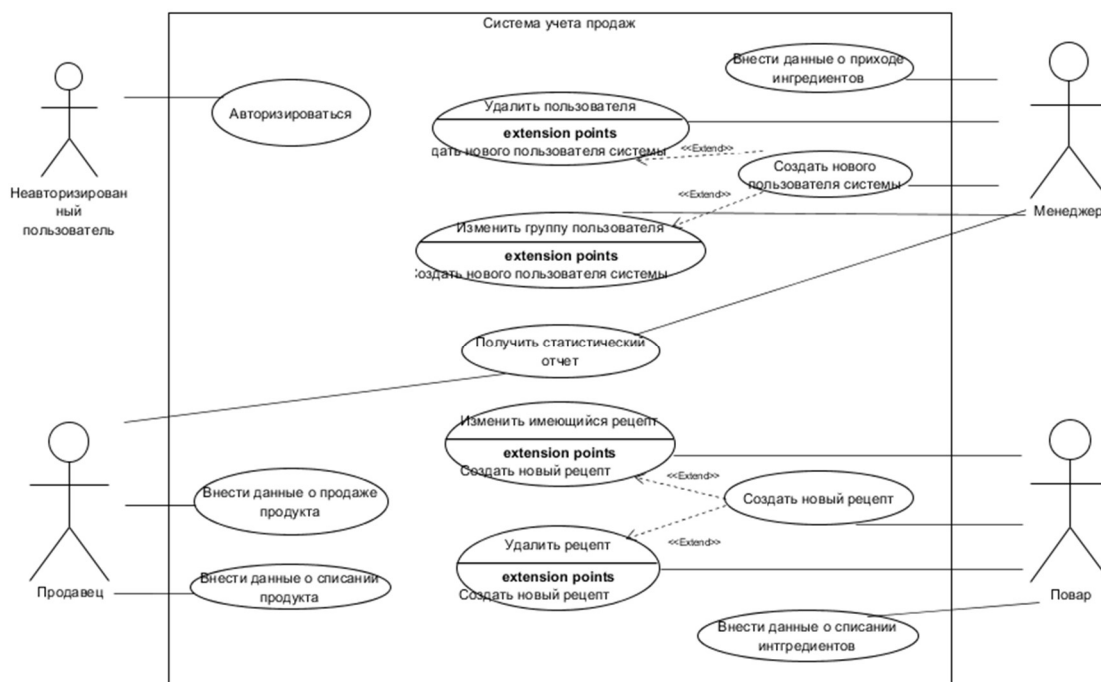 Система учета продаж
Неавторизирован
ный
пользователь
Авторизироваться
Удалить пользователя
extension points
дать нового пользователя системы
<<Extend>>
Внести данные о приходе
ингредиентов
Создать нового
пользователя системы
<<Extend>>
Менеджер
Изменить группу пользователя
extension points
Создать нового пользователя системы
Получить статистический
отчет
Изменить имеющийся рецепт
extension points
Создать новый рецепт
<<Extend>>
Создать новый рецепт
<<Extend>>
Удалить рецепт
extension points
Создать новый рецепт
Внести данные о продаже
продукта
Внести данные о списании
продукта
Продавец
Повар
Внести данные о списании
интгредиентов